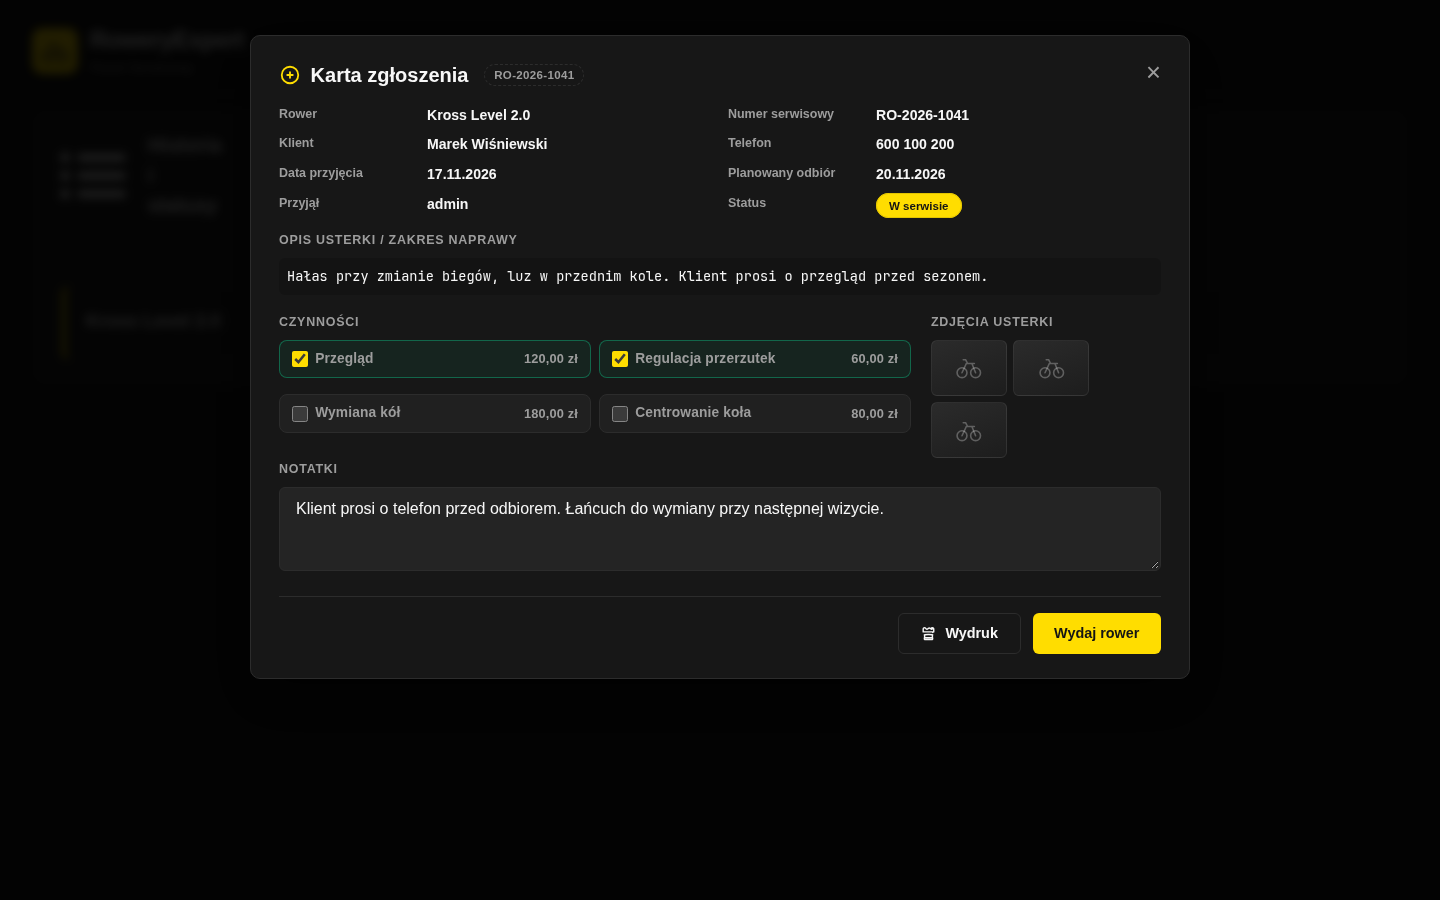 Karta zgłoszenia RO-2026-1041
Rower Kross Level 2.0 Numer serwisowy RO-2026-1041
Klient Marek Wiśniewski Telefon 600 100 200
Data przyjęcia 17.11.2026 Planowany odbiór 20.11.2026
Przyjął admin Status W serwisie
OPIS USTERKI / ZAKRES NAPRAWY
Hałas przy zmianie biegów, luz w przednim kole. Klient prosi o przegląd przed sezonem.
CZYNNOŚCI ZDJĘCIA USTERKI
Przegląd 120,00 zł Regulacja przerzutek 60,00 zł
Wymiana kół 180,00 zł Centrowanie koła 80,00 zł
NOTATKI
Klient prosi o telefon przed odbiorem. Łańcuch do wymiany przy następnej wizycie.
Wydruk Wydaj rower